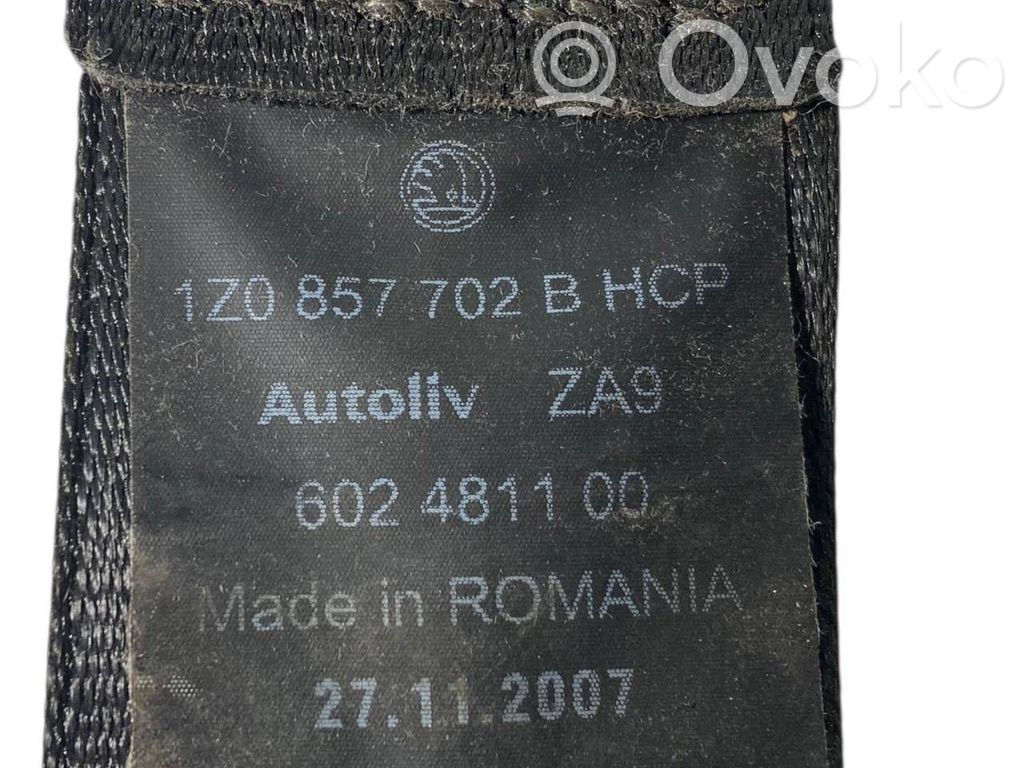 Ovoko
1Z0 857 702 B HCP
Autoliv ZA9
602 4811 00
Made in ROMANIA
27.11.2007